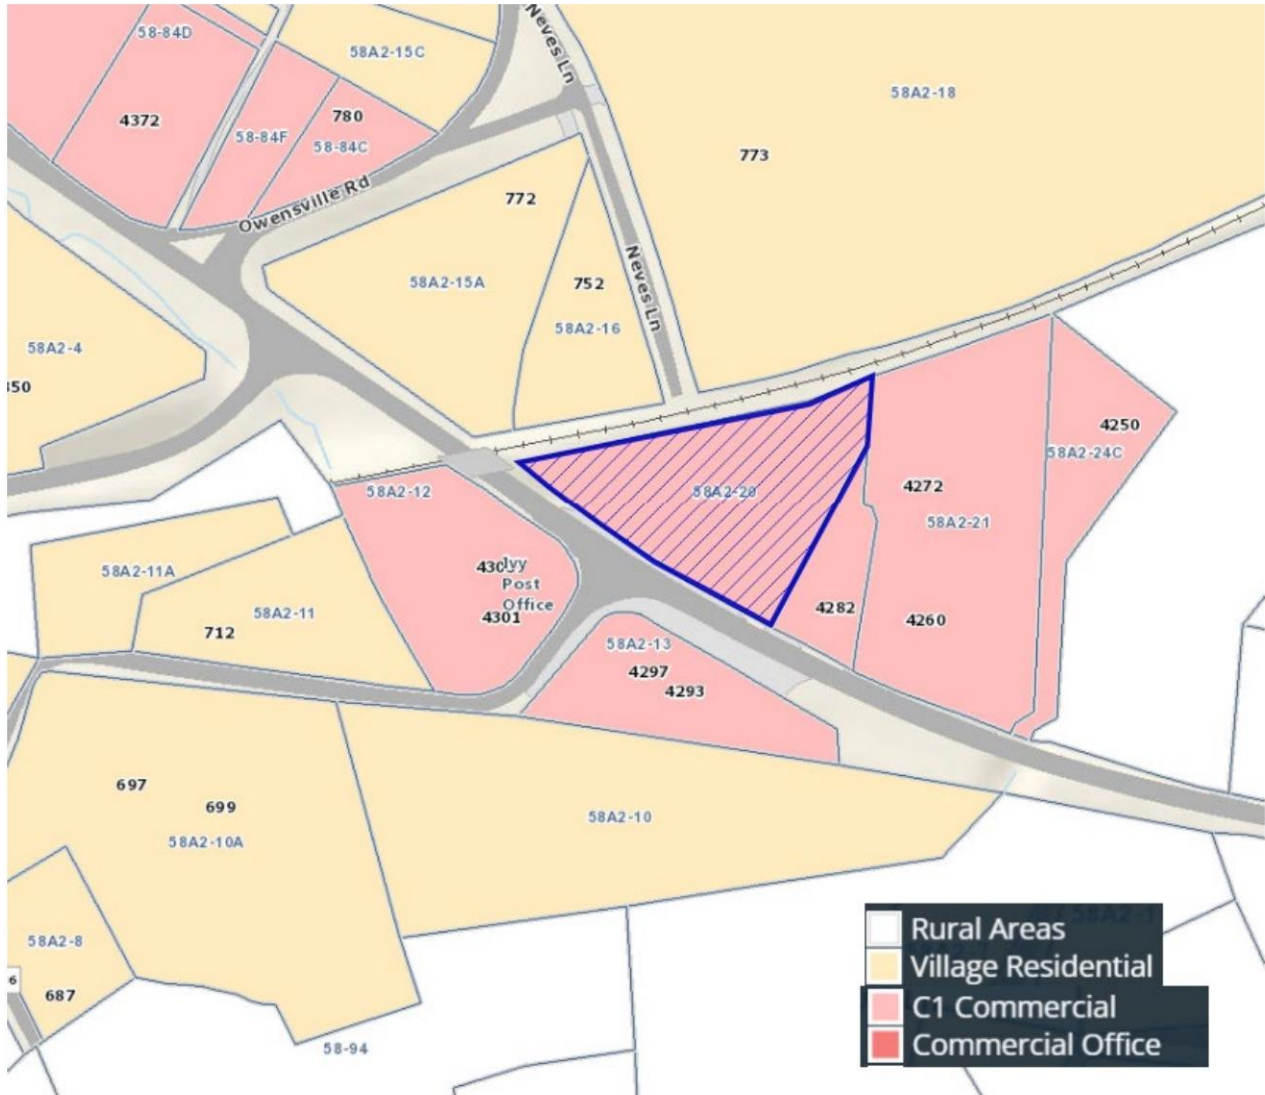 58-84D
Neves Ln
58A2-15C
58A2-18
4372
780
58-84F
58-84C
773
Owensville Rd
772
Neves Ln
58A2-15A
752
58A2-16
58A2-4
350
4250
58A2-24C
58A2-12
58A2-20
4272
58A2-21
Ivy
Post
Office
58A2-11A
58A2-11
712
4301
4282
4260
58A2-13
4297
4293
697
699
58A2-10
58A2-10A
58A2-8
6
687
58-94
Rural Areas
Village Residential
C1 Commercial
Commercial Office